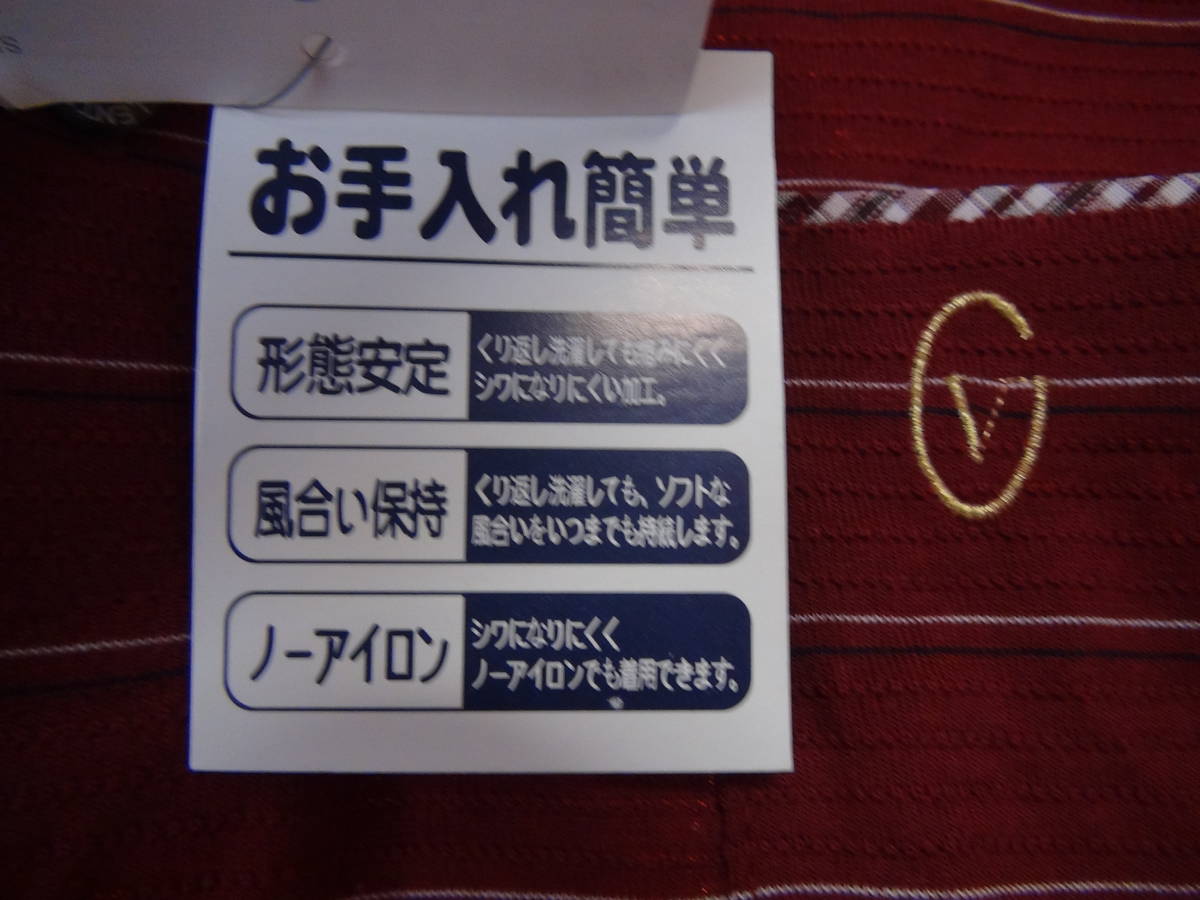 お手入れ簡単
形態安定
くり返し洗濯しても縮みにくく
シワになりにくい加工。
風合い保持
くり返し洗濯しても、ソフトな
風合いをいつまでも持続します。
ノーアイロン
シワになりにくく
ノーアイロンでも着用できます。